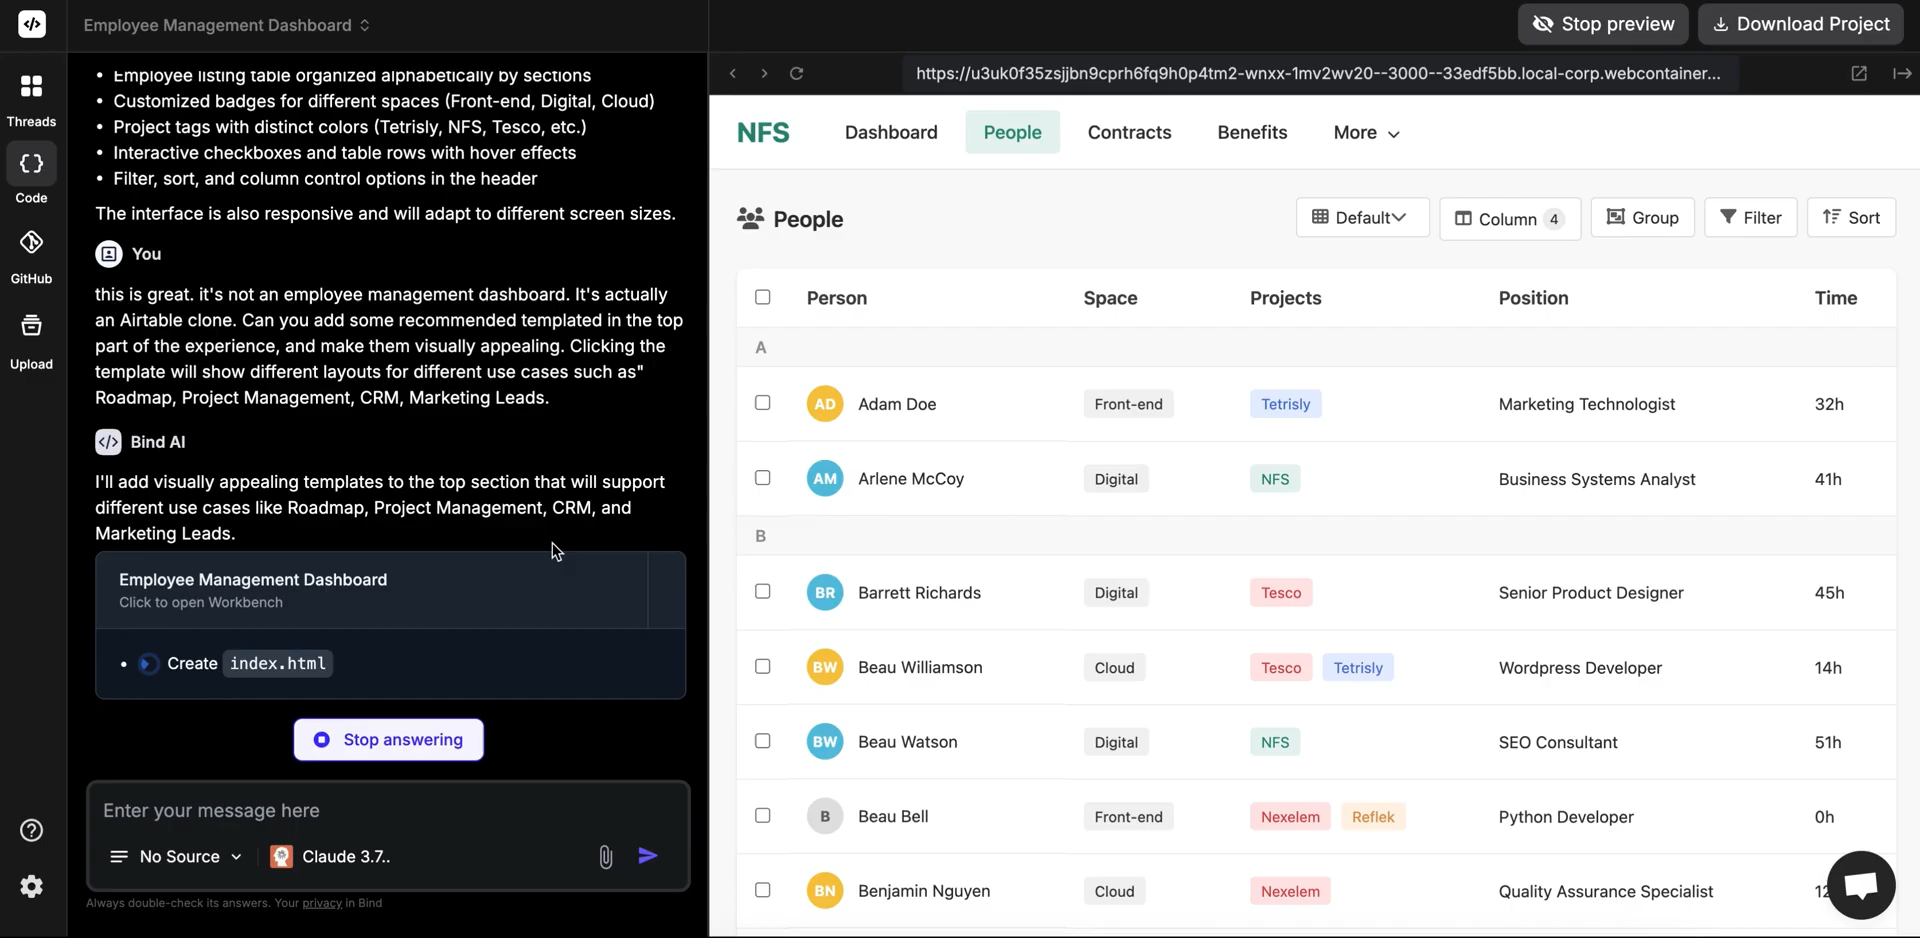 Employee Management Dashboard
Stop preview
Download Project
Threads
Code
GitHub
Upload
• Employee listing table organized alphabetically by sections
• Customized badges for different spaces (Front-end, Digital, Cloud)
• Project tags with distinct colors (Tetrisly, NFS, Tesco, etc.)
• Interactive checkboxes and table rows with hover effects
• Filter, sort, and column control options in the header
The interface is also responsive and will adapt to different screen sizes.
You
this is great. it's not an employee management dashboard. It's actually
an Airtable clone. Can you add some recommended templated in the top
part of the experience, and make them visually appealing. Clicking the
template will show different layouts for different use cases such as"
Roadmap, Project Management, CRM, Marketing Leads.
Bind AI
I'll add visually appealing templates to the top section that will support
different use cases like Roadmap, Project Management, CRM, and
Marketing Leads.
Employee Management Dashboard
Click to open Workbench
• Create index.html
Stop answering
Enter your message here
No Source
Claude 3.7..
Always double-check its answers. Your privacy in Bind
https://u3uk0f35zsjjbn9cprh6fq9h0p4tm2-wnxx-1mv2wv20--3000--33edf5bb.local-corp.webcontainer...
NFS Dashboard People Contracts Benefits More
People
Default Column 4 Group Filter Sort
Person Space Projects Position Time
A
AD Adam Doe Front-end Tetrisly Marketing Technologist 32h
AM Arlene McCoy Digital NFS Business Systems Analyst 41h
B
BR Barrett Richards Digital Tesco Senior Product Designer 45h
BW Beau Williamson Cloud Tesco Tetrisly Wordpress Developer 14h
BW Beau Watson Digital NFS SEO Consultant 51h
B Beau Bell Front-end Nexelem Reflek Python Developer 0h
BN Benjamin Nguyen Cloud Nexelem Quality Assurance Specialist